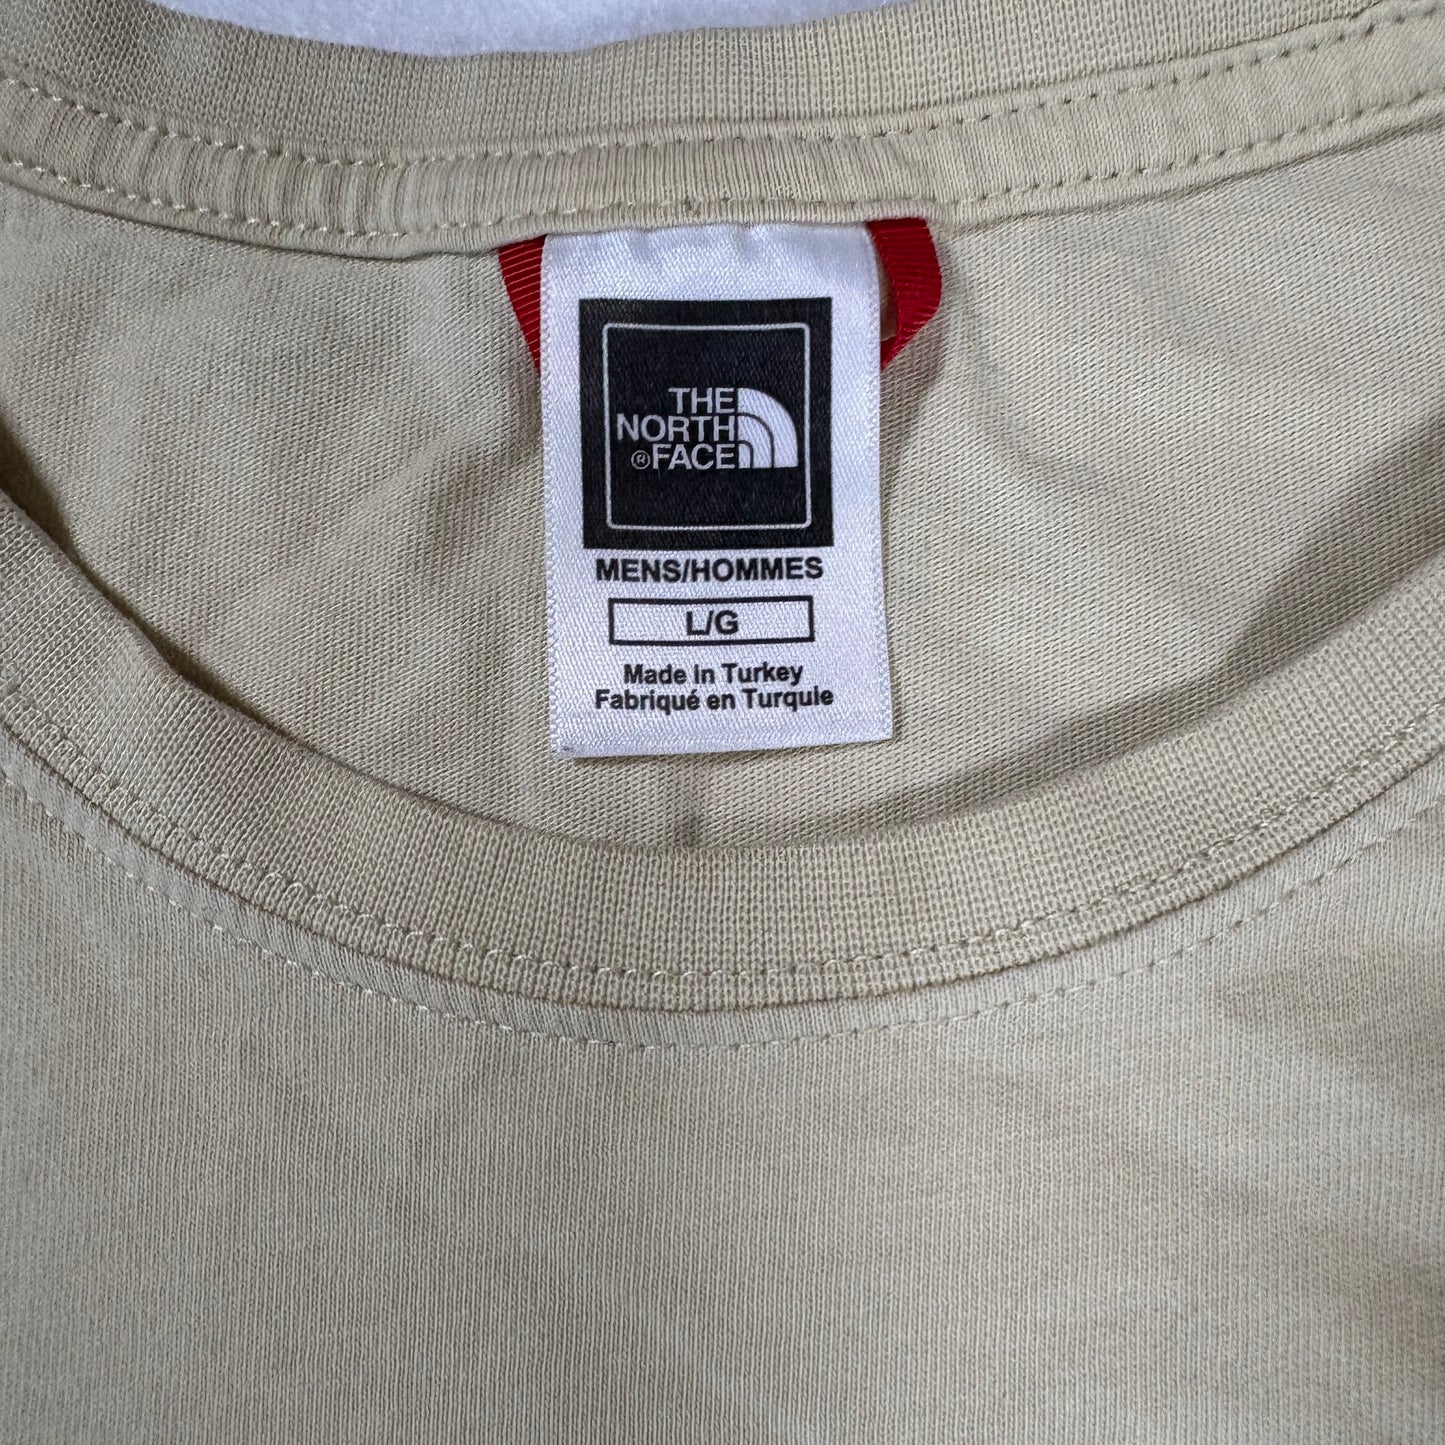 THE
NORTH
®FACE
MENS/HOMMES
L/G
Made in Turkey
Fabriqué en Turquie